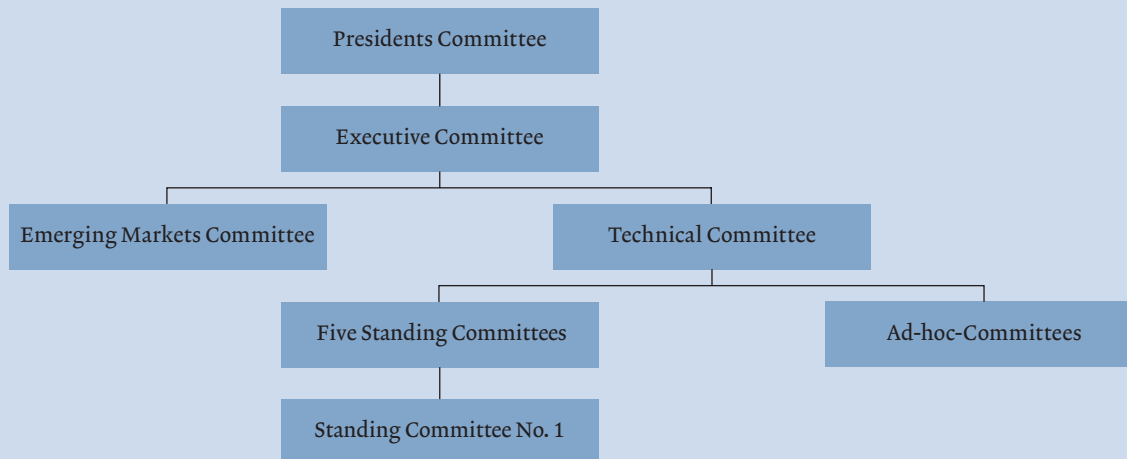 Presidents Committee
Executive Committee
Emerging Markets Committee
Technical Committee
Five Standing Committees
Ad-hoc-Committees
Standing Committee No. 1